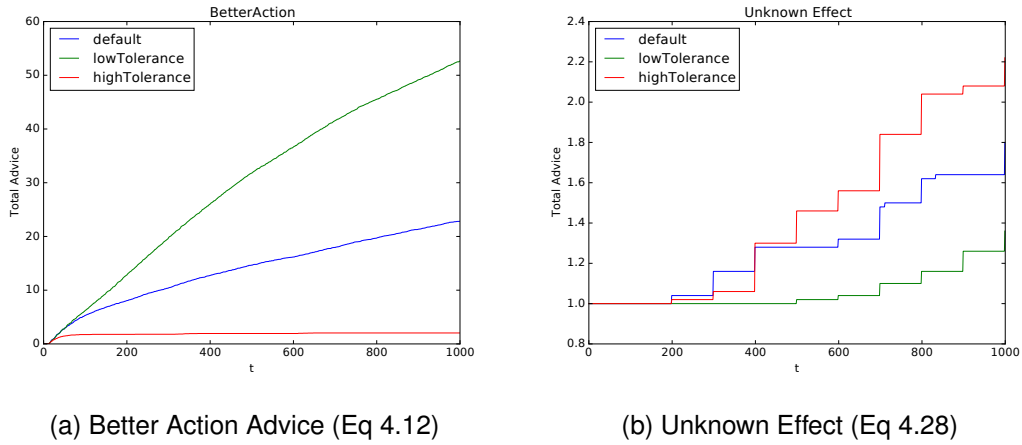 BetterAction
60
50
40
30
20
10
0
Total Advice
default
lowTolerance
highTolerance
0 200 400 600 800 1000
t
(a) Better Action Advice (Eq 4.12)
Unknown Effect
2.4
2.2
2.0
1.8
1.6
1.4
1.2
1.0
0.8
Total Advice
default
lowTolerance
highTolerance
0 200 400 600 800 1000
t
(b) Unknown Effect (Eq 4.28)